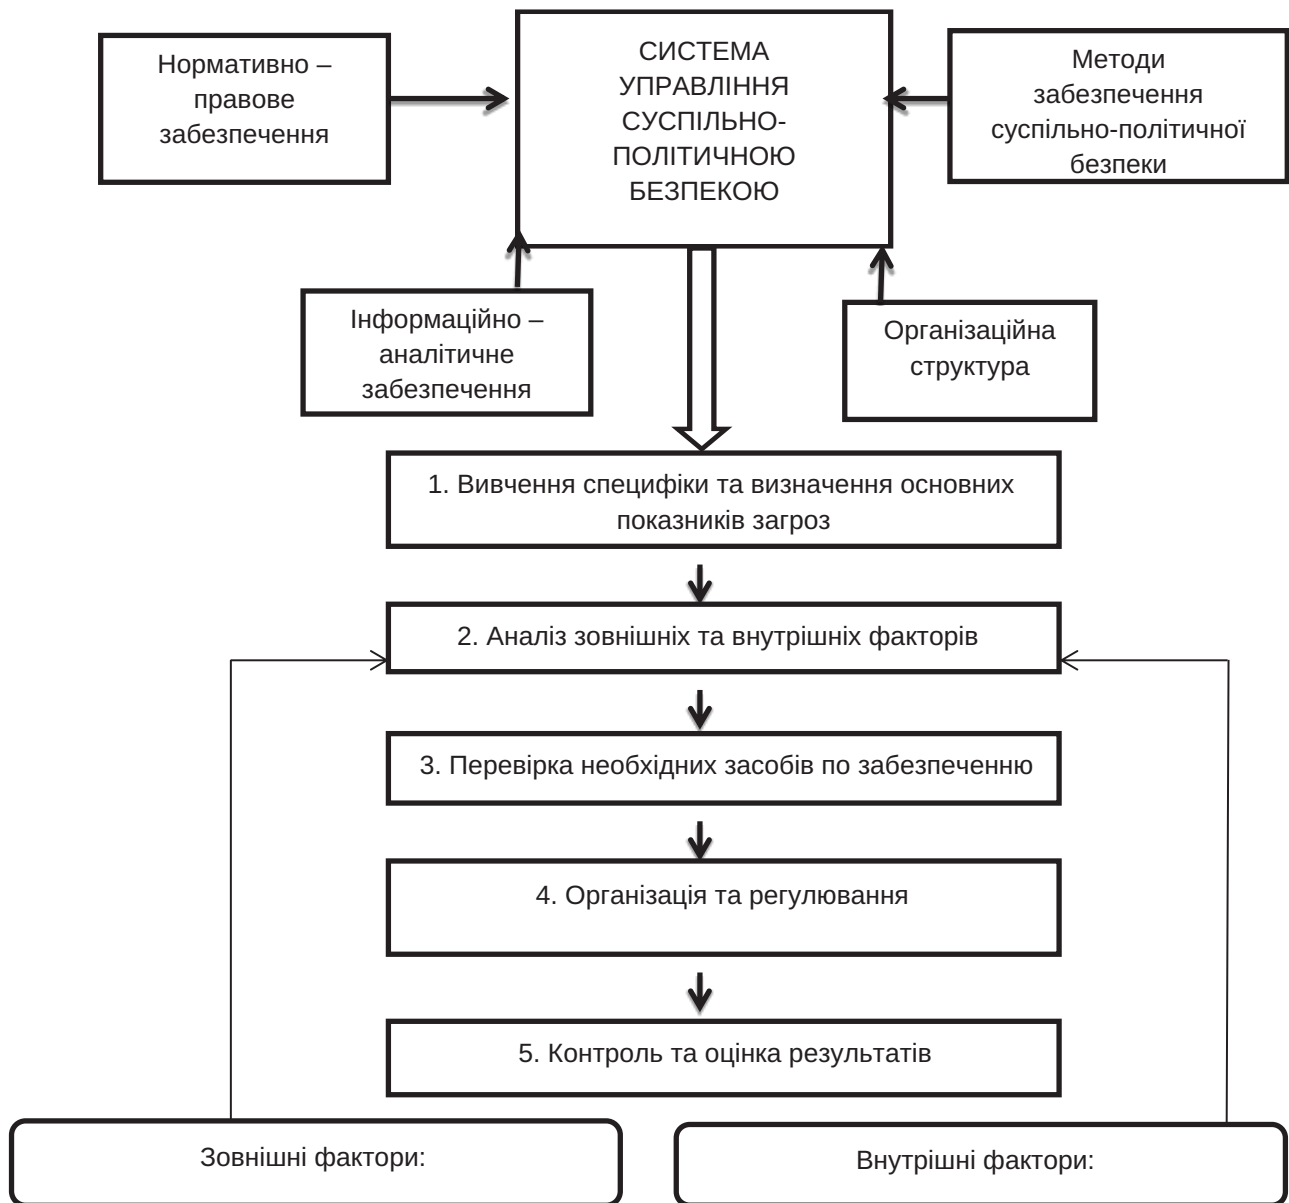 Нормативно –
правове
забезпечення
СИСТЕМА
УПРАВЛІННЯ
СУСПІЛЬНО-
ПОЛІТИЧНОЮ
БЕЗПЕКОЮ
Методи
забезпечення
суспільно-політичної
безпеки
Інформаційно –
аналітичне
забезпечення
Організаційна
структура
1. Вивчення специфіки та визначення основних
показників загроз
2. Аналіз зовнішніх та внутрішніх факторів
3. Перевірка необхідних засобів по забезпеченню
4. Організація та регулювання
5. Контроль та оцінка результатів
Зовнішні фактори:
Внутрішні фактори: